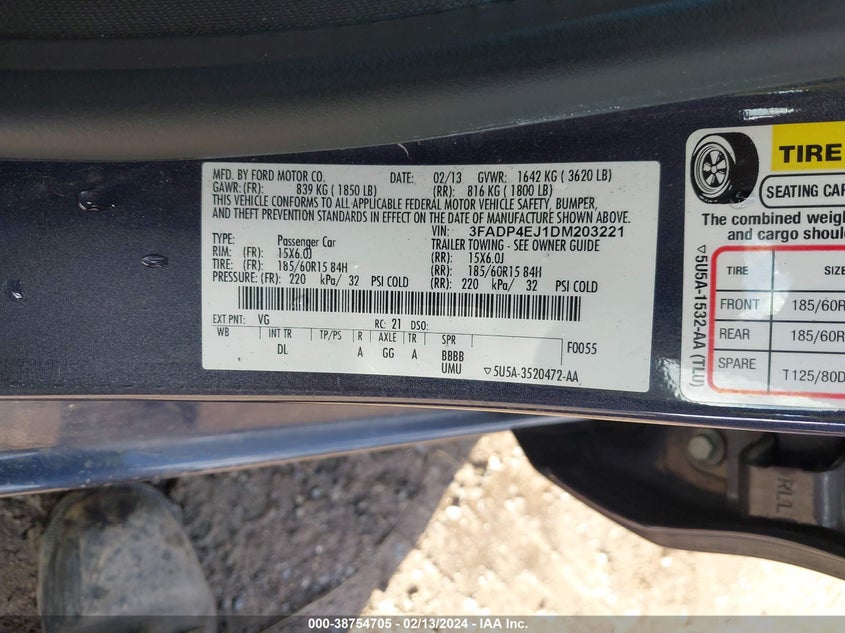 MFD. BY FORD MOTOR CO. DATE: 02/13 GVWR: 1642 KG ( 3620 LB)
GAWR: (FR): 839 KG ( 1850 LB) (RR): 816 KG ( 1800 LB)
THIS VEHICLE CONFORMS TO ALL APPLICABLE FEDERAL MOTOR VEHICLE SAFETY, BUMPER,
AND THEFT PREVENTION STANDARDS IN EFFECT ON THE DATE OF MANUFACTURE SHOWN ABOVE.
VIN: 3FADP4EJ1DM203221
TYPE: Passenger Car TRAILER TOWING - SEE OWNER GUIDE
RIM: (FR): 15X6.0J (RR): 15X6.0J
TIRE: (FR): 185/60R15 84H (RR): 185/60R15 84H
PRESSURE: (FR): 220 kPa/ 32 PSI COLD (RR): 220 kPa/ 32 PSI COLD
EXT PNT: VG RC: 21 DSO:
WB INT TR TP/PS R AXLE TR SPR
DL A GG A BBBB
UMU
F0055
▽5U5A-3520472-AA
TIRE
SEATING CAP
The combined weigh
and cargo shoul
TIRE SIZE
FRONT 185/60R
REAR 185/60R
SPARE T125/80D
▽5U5A-1532-AA (TLU)
RLL
000-38754705 - 02/13/2024 - IAA Inc.